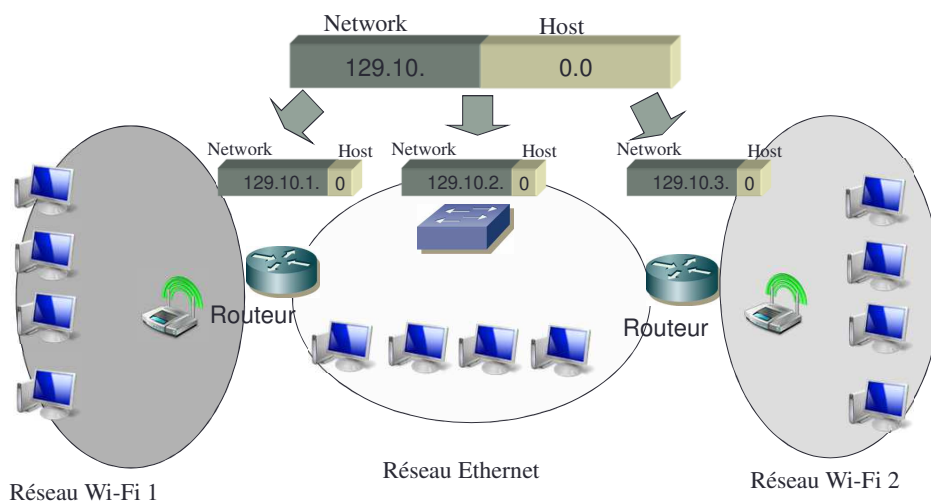 Network Host
129.10. 0.0
Network Host
129.10.1. 0
Network Host
129.10.2. 0
Network Host
129.10.3. 0
Routeur
Routeur
Réseau Wi-Fi 1
Réseau Ethernet
Réseau Wi-Fi 2